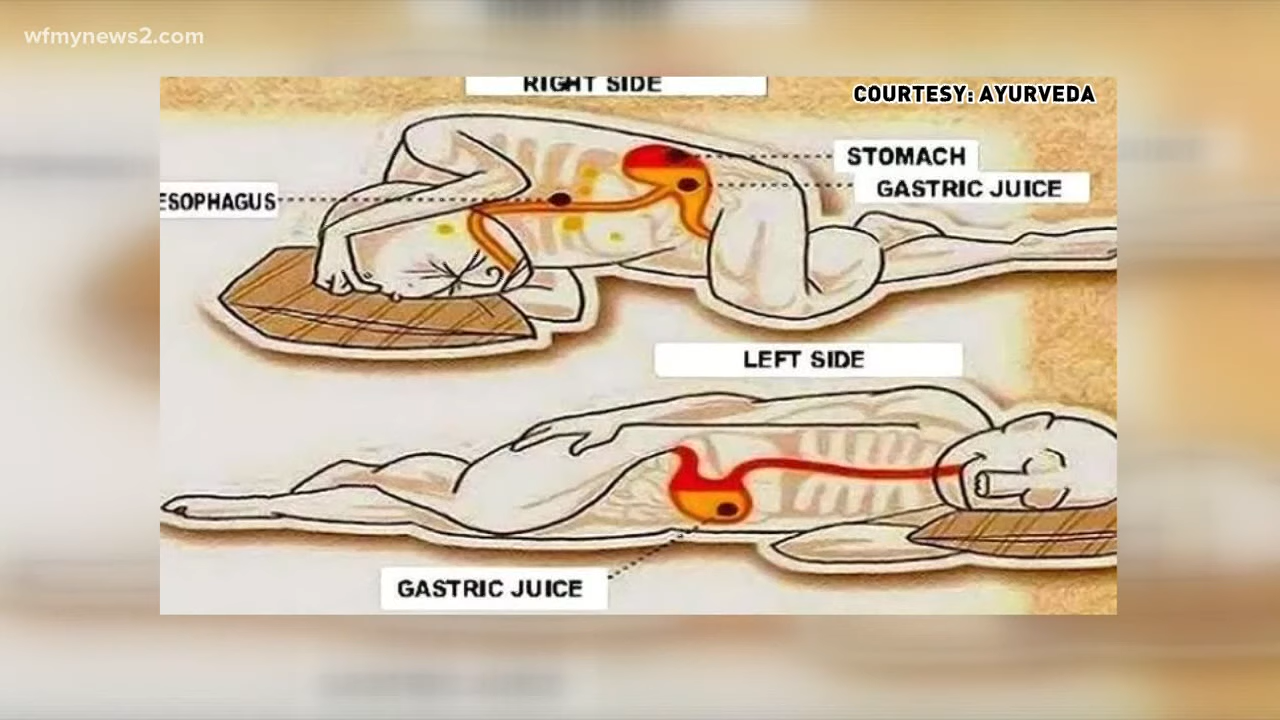 wfmynews2.com
RIGHT SIDE
COURTESY: AYURVEDA
STOMACH
GASTRIC JUICE
ESOPHAGUS
LEFT SIDE
GASTRIC JUICE